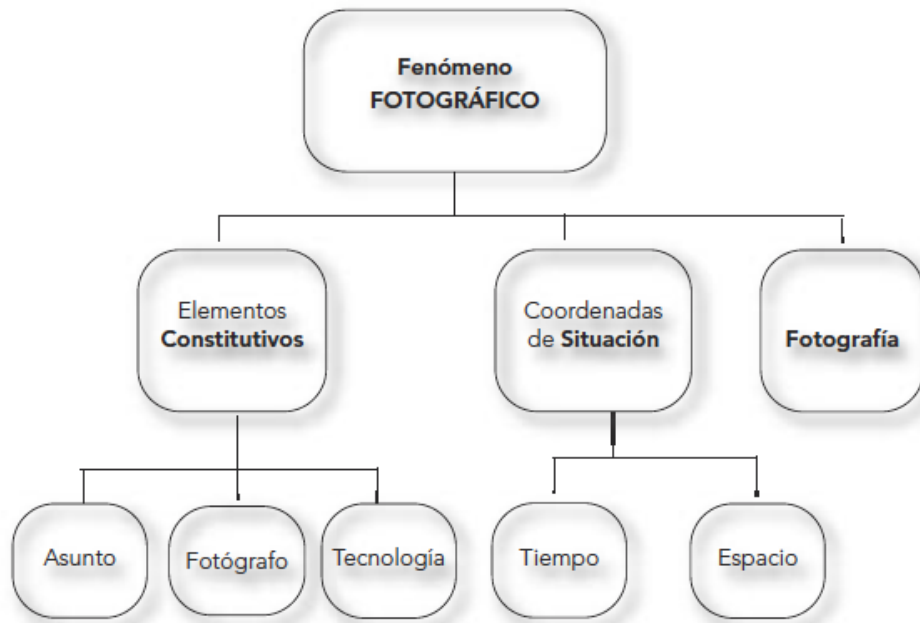 Fenómeno
FOTOGRÁFICO
Elementos
Constitutivos
Coordenadas
de Situación
Fotografía
Asunto
Fotógrafo
Tecnología
Tiempo
Espacio